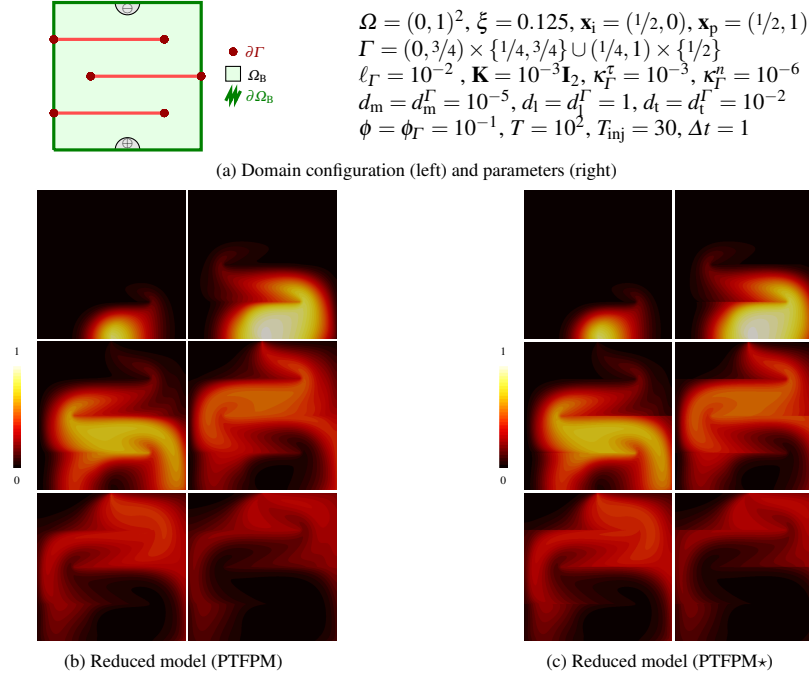 ∂Γ
Ω_B
∂Ω_B
Ω = (0,1)², ξ = 0.125, x_i = (1/2,0), x_p = (1/2,1)
Γ = (0,3/4) × {1/4,3/4} ∪ (1/4,1) × {1/2}
ℓ_Γ = 10⁻² , K = 10⁻³I₂, κ_Γ^τ = 10⁻³, κ_Γ^n = 10⁻⁶
d_m = d_m^Γ = 10⁻⁵, d_l = d_l^Γ = 1, d_t = d_t^Γ = 10⁻²
ϕ = ϕ_Γ = 10⁻¹, T = 10², T_inj = 30, Δt = 1
(a) Domain configuration (left) and parameters (right)
1
0
1
0
(b) Reduced model (PTFPM)
(c) Reduced model (PTFPM⋆)